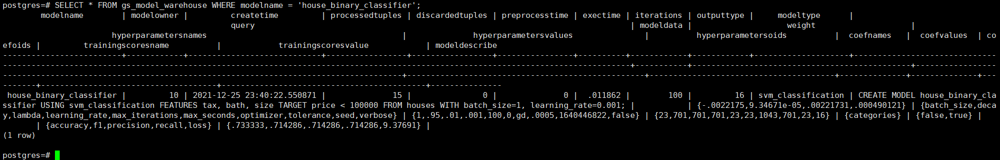 postgres=# SELECT * FROM gs_model_warehouse WHERE modelname = 'house_binary_classifier';
modelname | modelowner | createtime | processedtuples | discardedtuples | preprocesstime | exectime | iterations | outputtype | modeltype |
query | modeldata | weight |
hyperparametersnames | hyperparametersvalues | hyperparametersoids | coefnames | coefvalues | co
efoids | trainingscoresname | trainingscoresvalue | modeldescribe
house_binary_classifier | 10 | 2021-12-25 23:40:22.550871 | 15 | 0 | 0 | .011862 | 100 | 16 | svm_classification | CREATE MODEL house_binary_cla
ssifier USING svm_classification FEATURES tax, bath, size TARGET price < 100000 FROM houses WITH batch_size=1, learning_rate=0.001; | | {-.0022175,9.34671e-05,.00221731,.000490121} | {batch_size,deca
y,lambda,learning_rate,max_iterations,max_seconds,optimizer,tolerance,seed,verbose} | {1,.95,.01,.001,100,0,gd,.0005,1640446822,false} | {23,701,701,701,23,23,1043,701,23,16} | {categories} | {false,true} |
| {accuracy,f1,precision,recall,loss} | {.733333,.714286,.714286,.714286,9.37691} |
(1 row)
postgres=#